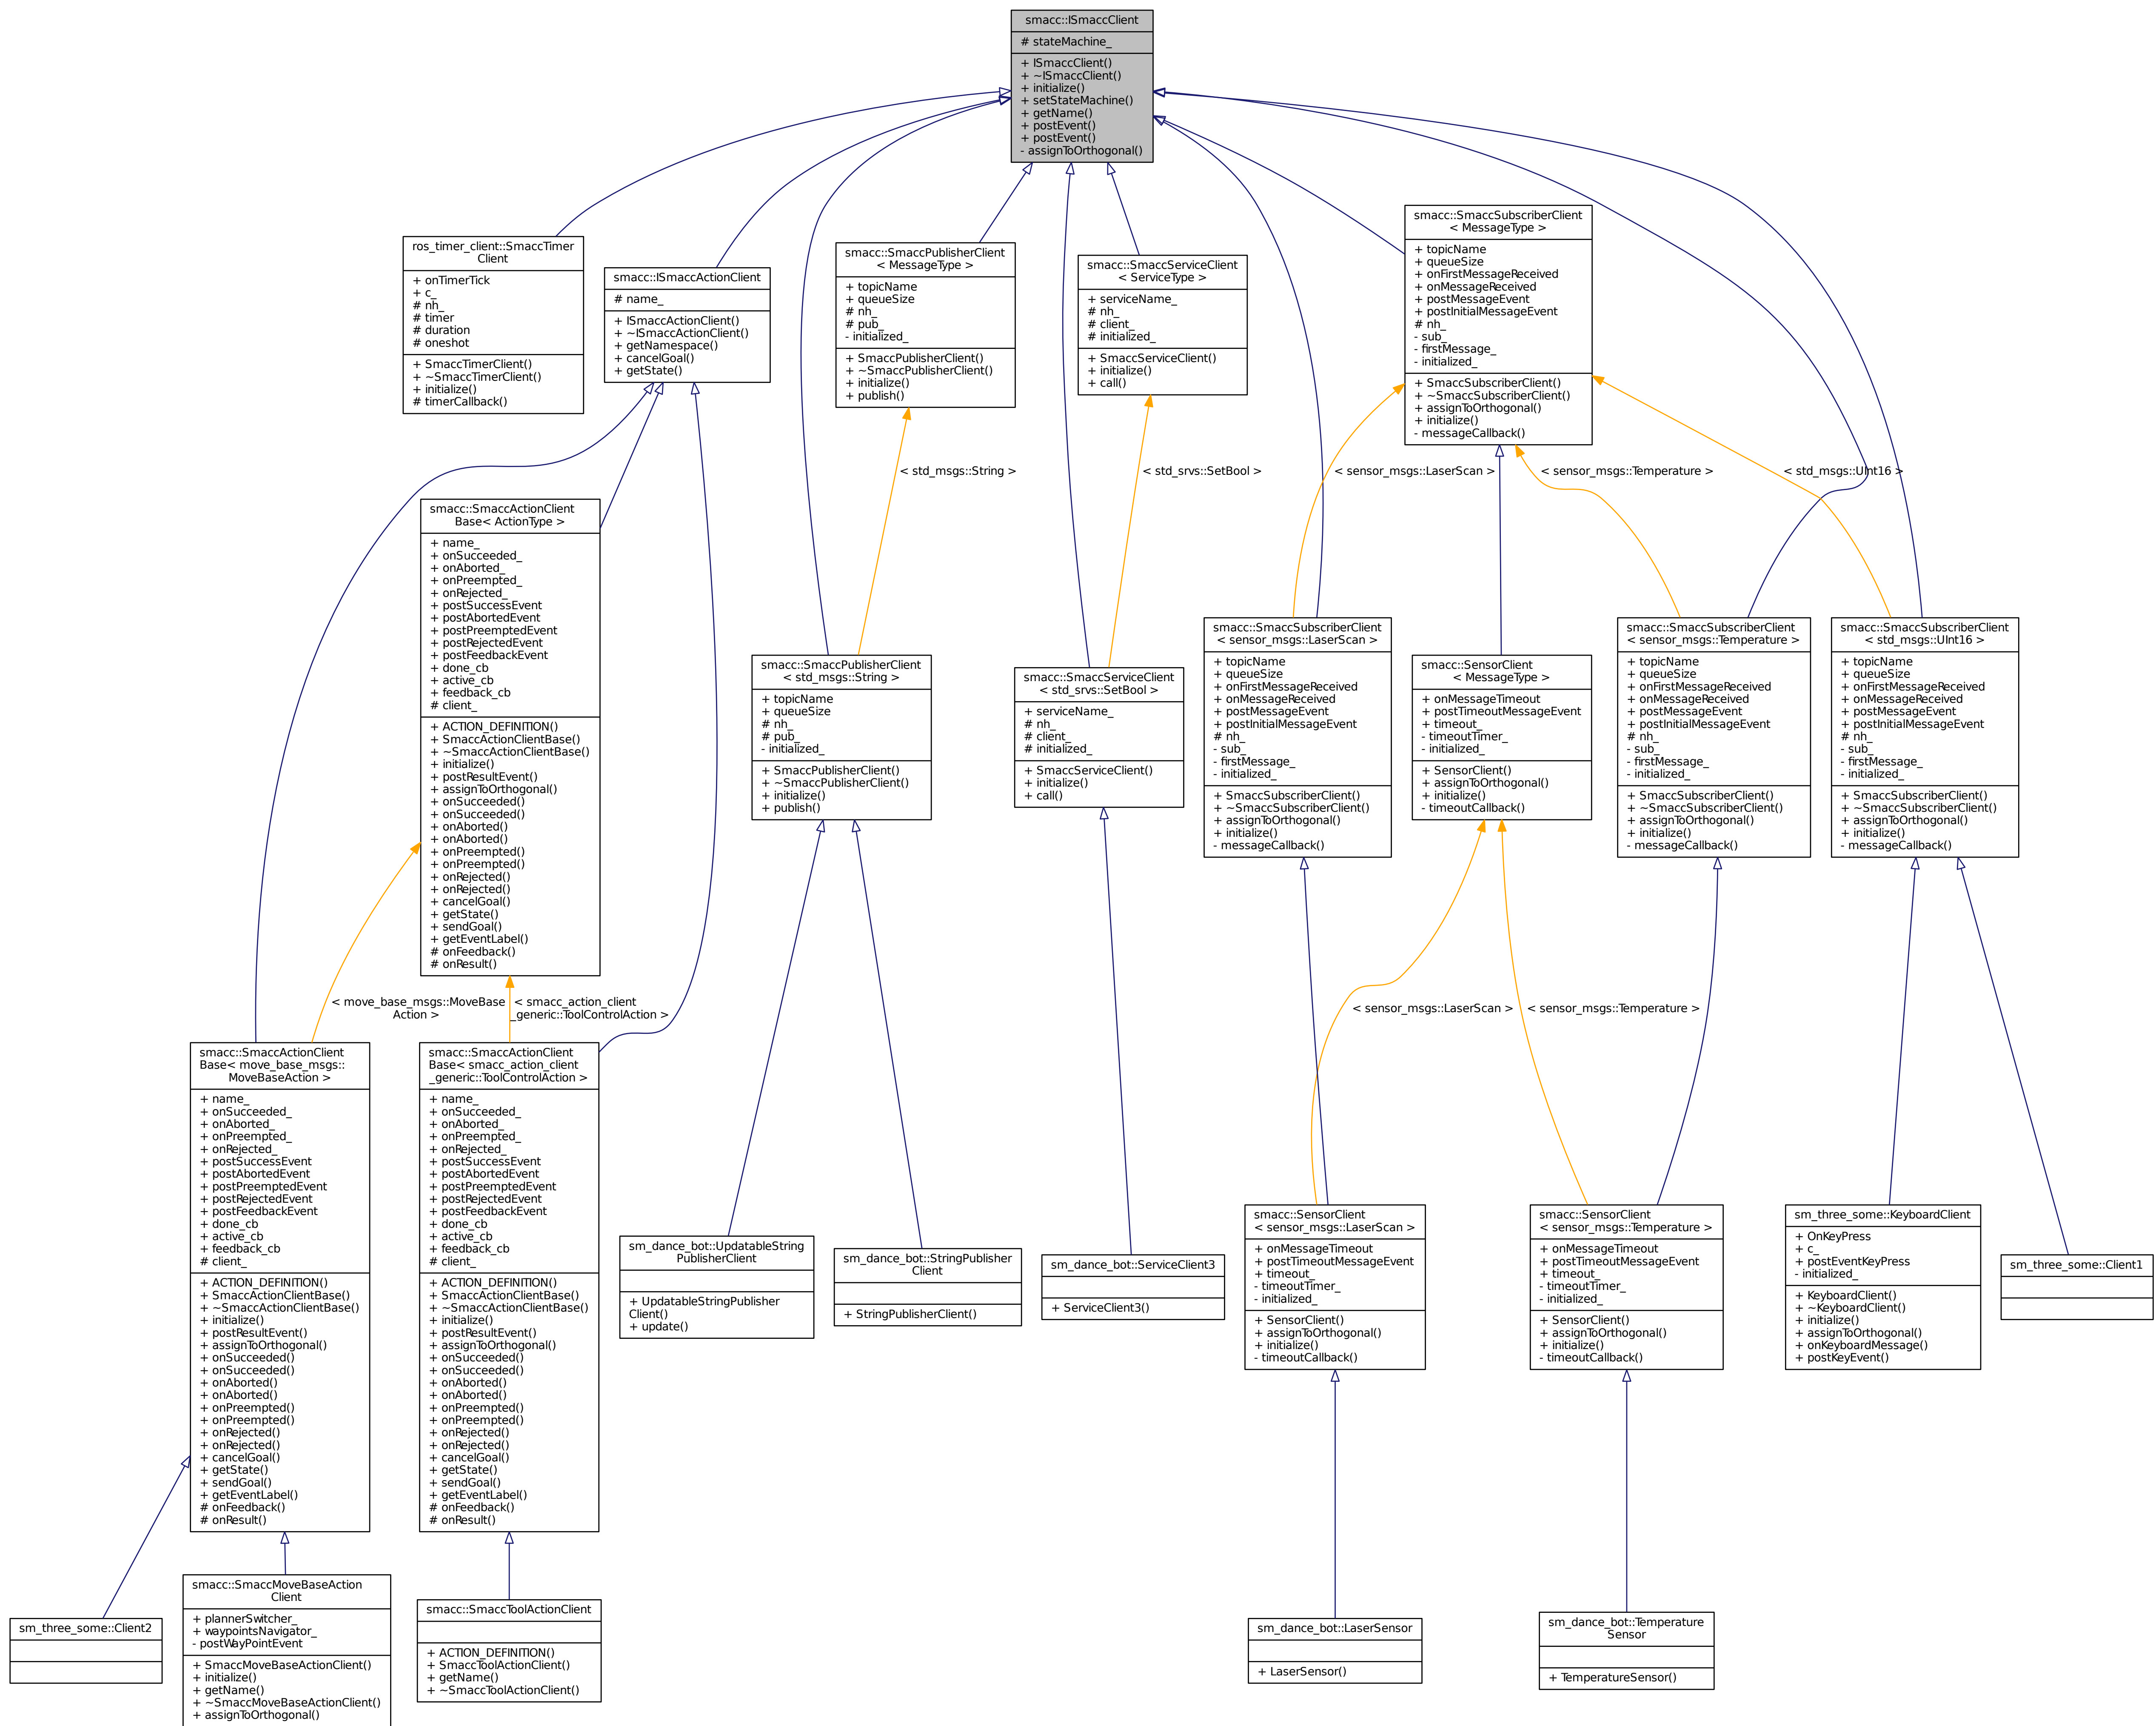 smacc::ISmaccClient
# stateMachine_
+ ISmaccClient()
+ ~ISmaccClient()
+ initialize()
+ setStateMachine()
+ getName()
+ postEvent()
+ postEvent()
- assignToOrthogonal()
ros_timer_client::SmaccTimer
Client
+ onTimerTick
+ c_
# nh_
# timer
# duration
# oneshot
+ SmaccTimerClient()
+ ~SmaccTimerClient()
+ initialize()
# timerCallback()
smacc::ISmaccActionClient
# name_
+ ISmaccActionClient()
+ ~ISmaccActionClient()
+ getNamespace()
+ cancelGoal()
+ getState()
smacc::SmaccPublisherClient
< MessageType >
+ topicName
+ queueSize
# nh_
# pub_
- initialized_
+ SmaccPublisherClient()
+ ~SmaccPublisherClient()
+ initialize()
+ publish()
smacc::SmaccServiceClient
< ServiceType >
+ serviceName_
# nh_
# client_
# initialized_
+ SmaccServiceClient()
+ initialize()
+ call()
smacc::SmaccSubscriberClient
< MessageType >
+ topicName
+ queueSize
+ onFirstMessageReceived
+ onMessageReceived
+ postMessageEvent
+ postInitialMessageEvent
# nh_
- sub_
- firstMessage_
- initialized_
+ SmaccSubscriberClient()
+ ~SmaccSubscriberClient()
+ assignToOrthogonal()
+ initialize()
- messageCallback()
< std_msgs::String >
< std_srvs::SetBool >
< sensor_msgs::LaserScan >
< sensor_msgs::Temperature >
< std_msgs::UInt16 >
smacc::SmaccActionClient
Base< ActionType >
+ name_
+ onSucceeded_
+ onAborted_
+ onPreempted_
+ onRejected_
+ postSuccessEvent
+ postAbortedEvent
+ postPreemptedEvent
+ postRejectedEvent
+ postFeedbackEvent
+ done_cb
+ active_cb
+ feedback_cb
# client_
+ ACTION_DEFINITION()
+ SmaccActionClientBase()
+ ~SmaccActionClientBase()
+ initialize()
+ postResultEvent()
+ assignToOrthogonal()
+ onSucceeded()
+ onSucceeded()
+ onAborted()
+ onAborted()
+ onPreempted()
+ onPreempted()
+ onRejected()
+ onRejected()
+ cancelGoal()
+ getState()
+ sendGoal()
+ getEventLabel()
# onFeedback()
# onResult()
smacc::SmaccPublisherClient
< std_msgs::String >
+ topicName
+ queueSize
# nh_
# pub_
- initialized_
+ SmaccPublisherClient()
+ ~SmaccPublisherClient()
+ initialize()
+ publish()
smacc::SmaccServiceClient
< std_srvs::SetBool >
+ serviceName_
# nh_
# client_
# initialized_
+ SmaccServiceClient()
+ initialize()
+ call()
smacc::SmaccSubscriberClient
< sensor_msgs::LaserScan >
+ topicName
+ queueSize
+ onFirstMessageReceived
+ onMessageReceived
+ postMessageEvent
+ postInitialMessageEvent
# nh_
- sub_
- firstMessage_
- initialized_
+ SmaccSubscriberClient()
+ ~SmaccSubscriberClient()
+ assignToOrthogonal()
+ initialize()
- messageCallback()
smacc::SensorClient
< MessageType >
+ onMessageTimeout
+ postTimeoutMessageEvent
+ timeout_
- timeoutTimer_
- initialized_
+ SensorClient()
+ assignToOrthogonal()
+ initialize()
- timeoutCallback()
smacc::SmaccSubscriberClient
< sensor_msgs::Temperature >
+ topicName
+ queueSize
+ onFirstMessageReceived
+ onMessageReceived
+ postMessageEvent
+ postInitialMessageEvent
# nh_
- sub_
- firstMessage_
- initialized_
+ SmaccSubscriberClient()
+ ~SmaccSubscriberClient()
+ assignToOrthogonal()
+ initialize()
- messageCallback()
smacc::SmaccSubscriberClient
< std_msgs::UInt16 >
+ topicName
+ queueSize
+ onFirstMessageReceived
+ onMessageReceived
+ postMessageEvent
+ postInitialMessageEvent
# nh_
- sub_
- firstMessage_
- initialized_
+ SmaccSubscriberClient()
+ ~SmaccSubscriberClient()
+ assignToOrthogonal()
+ initialize()
- messageCallback()
< move_base_msgs::MoveBase
Action >
< smacc_action_client
_generic::ToolControlAction >
< sensor_msgs::LaserScan >
< sensor_msgs::Temperature >
smacc::SmaccActionClient
Base< move_base_msgs::
MoveBaseAction >
+ name_
+ onSucceeded_
+ onAborted_
+ onPreempted_
+ onRejected_
+ postSuccessEvent
+ postAbortedEvent
+ postPreemptedEvent
+ postRejectedEvent
+ postFeedbackEvent
+ done_cb
+ active_cb
+ feedback_cb
# client_
+ ACTION_DEFINITION()
+ SmaccActionClientBase()
+ ~SmaccActionClientBase()
+ initialize()
+ postResultEvent()
+ assignToOrthogonal()
+ onSucceeded()
+ onSucceeded()
+ onAborted()
+ onAborted()
+ onPreempted()
+ onPreempted()
+ onRejected()
+ onRejected()
+ cancelGoal()
+ getState()
+ sendGoal()
+ getEventLabel()
# onFeedback()
# onResult()
smacc::SmaccActionClient
Base< smacc_action_client
_generic::ToolControlAction >
+ name_
+ onSucceeded_
+ onAborted_
+ onPreempted_
+ onRejected_
+ postSuccessEvent
+ postAbortedEvent
+ postPreemptedEvent
+ postRejectedEvent
+ postFeedbackEvent
+ done_cb
+ active_cb
+ feedback_cb
# client_
+ ACTION_DEFINITION()
+ SmaccActionClientBase()
+ ~SmaccActionClientBase()
+ initialize()
+ postResultEvent()
+ assignToOrthogonal()
+ onSucceeded()
+ onSucceeded()
+ onAborted()
+ onAborted()
+ onPreempted()
+ onPreempted()
+ onRejected()
+ onRejected()
+ cancelGoal()
+ getState()
+ sendGoal()
+ getEventLabel()
# onFeedback()
# onResult()
sm_dance_bot::UpdatableString
PublisherClient
+ UpdatableStringPublisher
Client()
+ update()
sm_dance_bot::StringPublisher
Client
+ StringPublisherClient()
sm_dance_bot::ServiceClient3
+ ServiceClient3()
smacc::SensorClient
< sensor_msgs::LaserScan >
+ onMessageTimeout
+ postTimeoutMessageEvent
+ timeout_
- timeoutTimer_
- initialized_
+ SensorClient()
+ assignToOrthogonal()
+ initialize()
- timeoutCallback()
smacc::SensorClient
< sensor_msgs::Temperature >
+ onMessageTimeout
+ postTimeoutMessageEvent
+ timeout_
- timeoutTimer_
- initialized_
+ SensorClient()
+ assignToOrthogonal()
+ initialize()
- timeoutCallback()
sm_three_some::KeyboardClient
+ OnKeyPress
+ c_
+ postEventKeyPress
- initialized_
+ KeyboardClient()
+ ~KeyboardClient()
+ initialize()
+ assignToOrthogonal()
+ onKeyboardMessage()
+ postKeyEvent()
sm_three_some::Client1
sm_three_some::Client2
smacc::SmaccMoveBaseAction
Client
+ plannerSwitcher_
+ waypointsNavigator_
- postWayPointEvent
+ SmaccMoveBaseActionClient()
+ initialize()
+ getName()
+ ~SmaccMoveBaseActionClient()
+ assignToOrthogonal()
smacc::SmaccToolActionClient
+ ACTION_DEFINITION()
+ SmaccToolActionClient()
+ getName()
+ ~SmaccToolActionClient()
sm_dance_bot::LaserSensor
+ LaserSensor()
sm_dance_bot::Temperature
Sensor
+ TemperatureSensor()